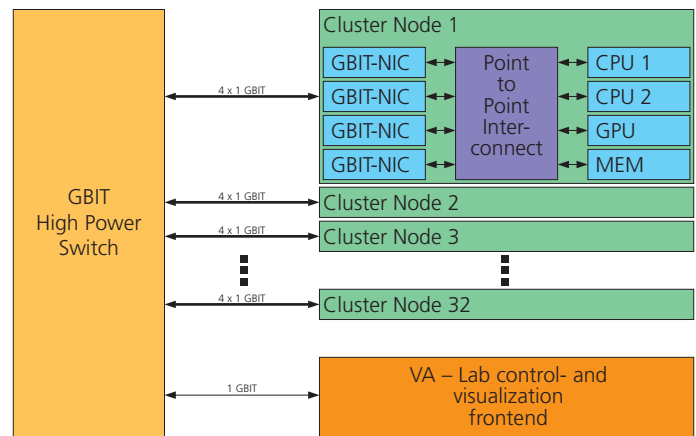 Cluster Node 1
GBIT-NIC
Point
to
Point
Inter-
connect
CPU 1
4 x 1 GBIT
GBIT-NIC
CPU 2
GBIT-NIC
GPU
GBIT-NIC
MEM
GBIT
High Power
Switch
4 x 1 GBIT
Cluster Node 2
4 x 1 GBIT
Cluster Node 3
4 x 1 GBIT
Cluster Node 32
1 GBIT
VA – Lab control- and
visualization
frontend